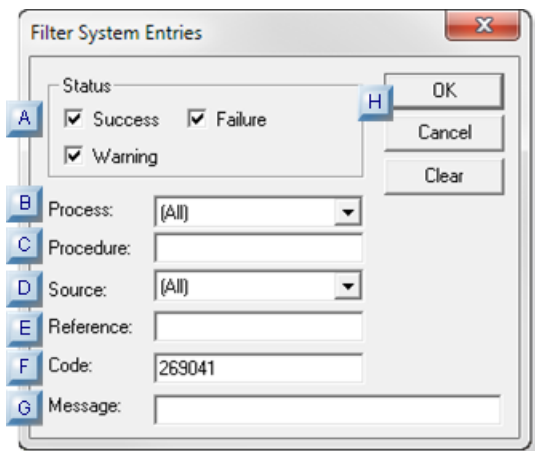 Filter System Entries
Status
H OK
A Success Failure
Cancel
Warning
Clear
B Process: (All)
C Procedure:
D Source: (All)
E Reference:
F Code: 269041
G Message: